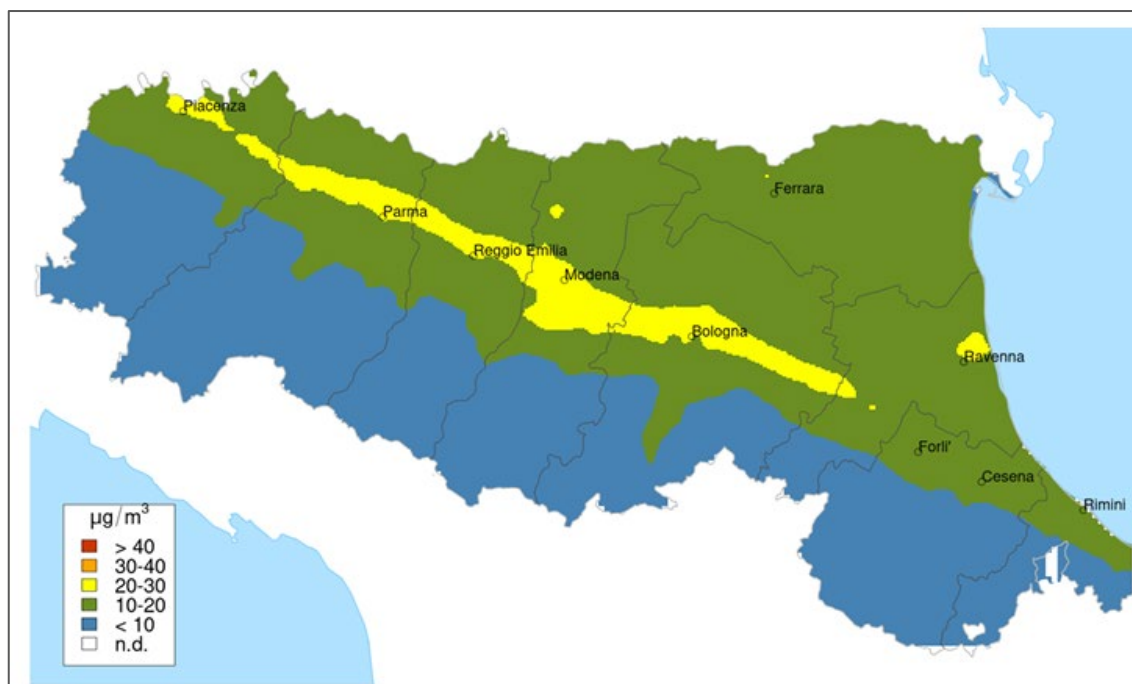 Piacenza
Ferrara
Parma
Reggio Emilia
Modena
Bologna
Ravenna
Forli'
Cesena
Rimini
µg/m³
> 40
30-40
20-30
10-20
< 10
n.d.